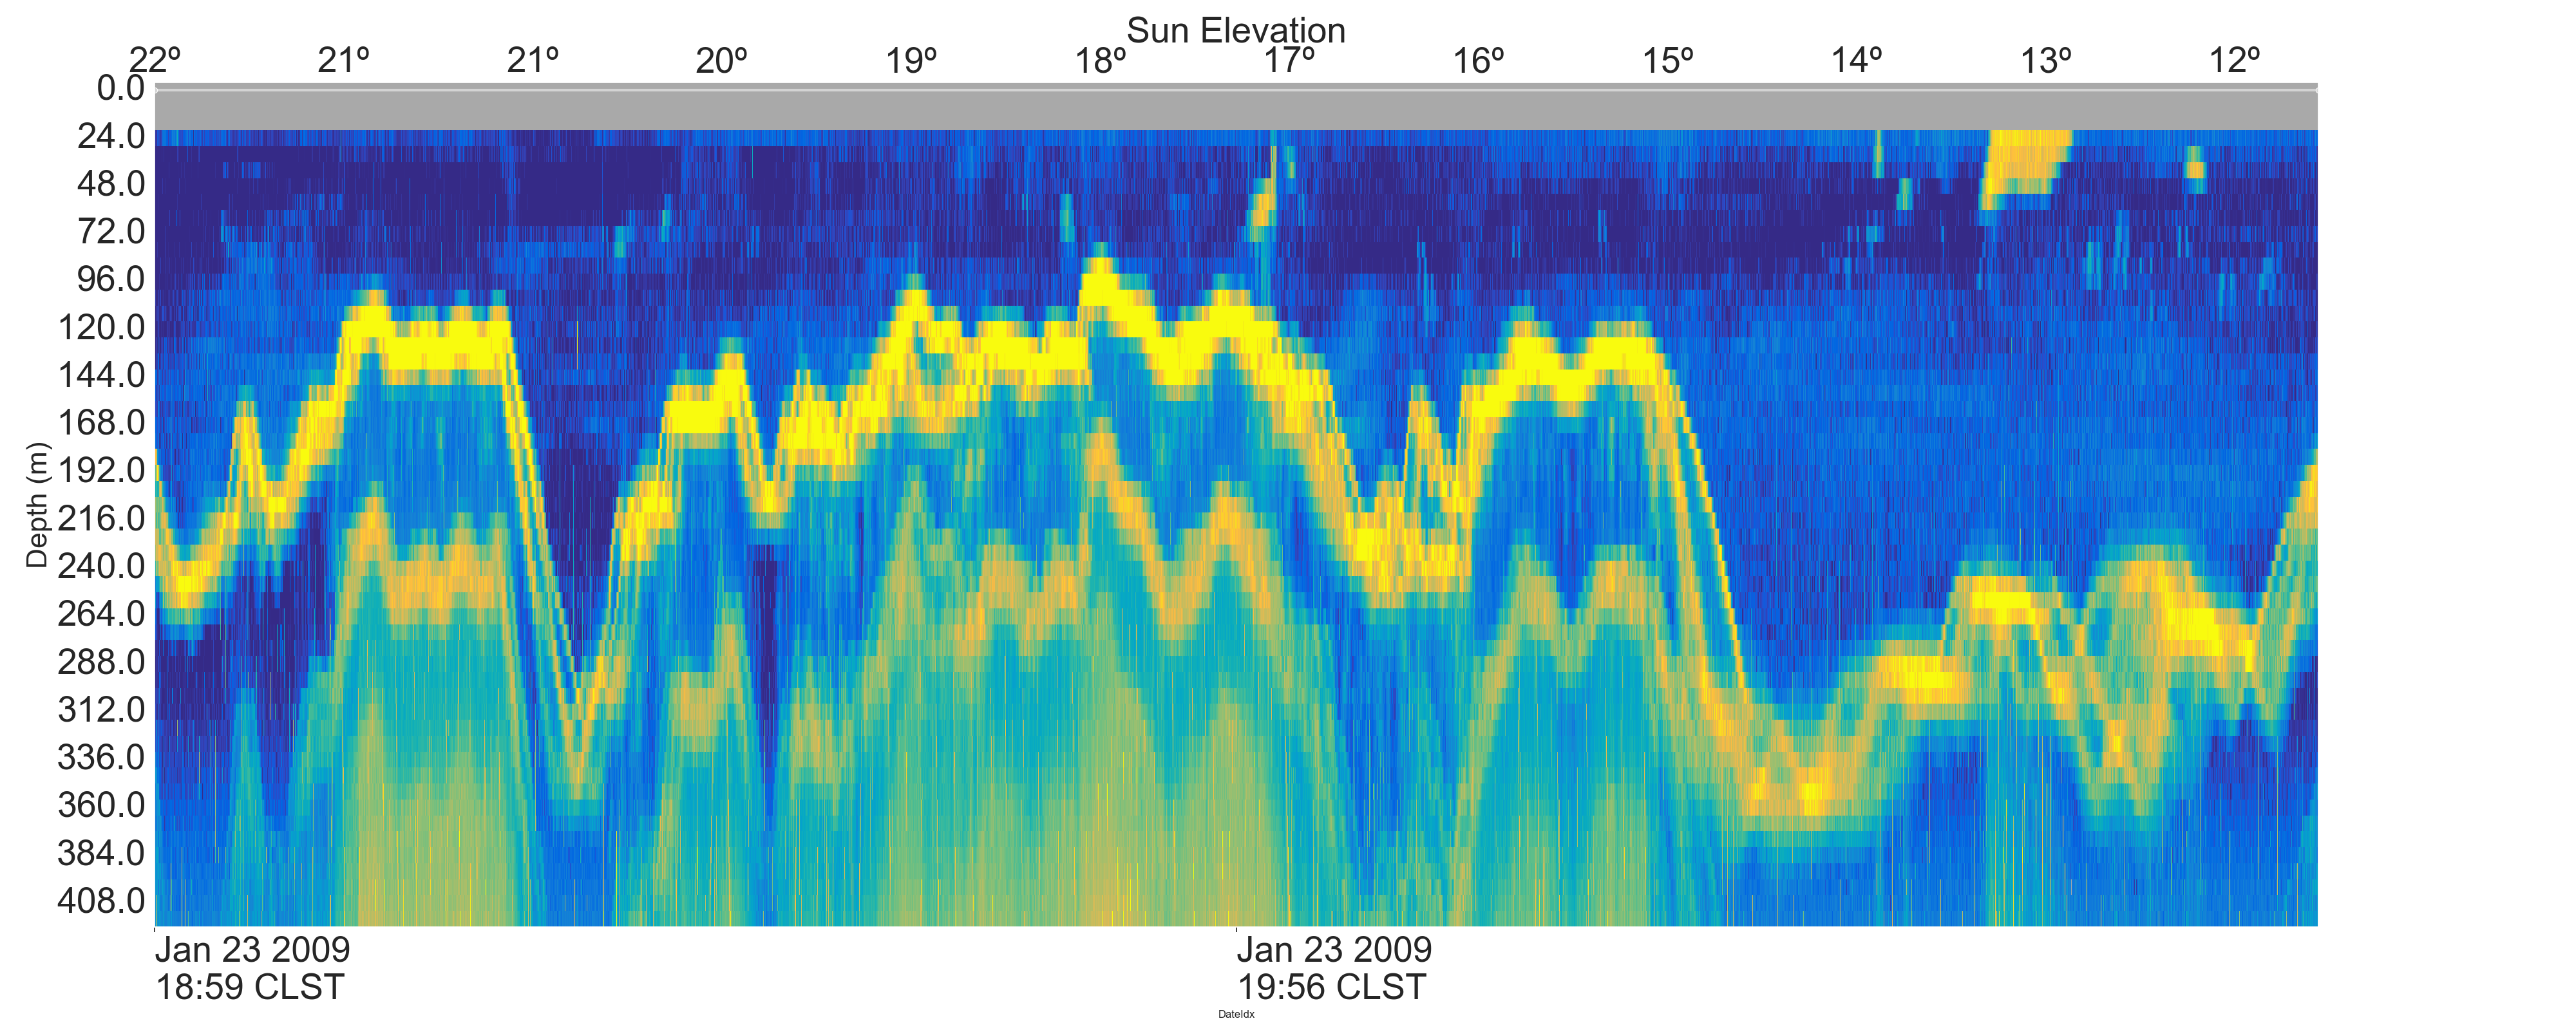 Sun Elevation
22º 21º 21º 20º 19º 18º 17º 16º 15º 14º 13º 12º
0.0
24.0
48.0
72.0
96.0
120.0
144.0
168.0
192.0
216.0
240.0
264.0
288.0
312.0
336.0
360.0
384.0
408.0
Depth (m)
Jan 23 2009
18:59 CLST
Jan 23 2009
19:56 CLST
DateIdx